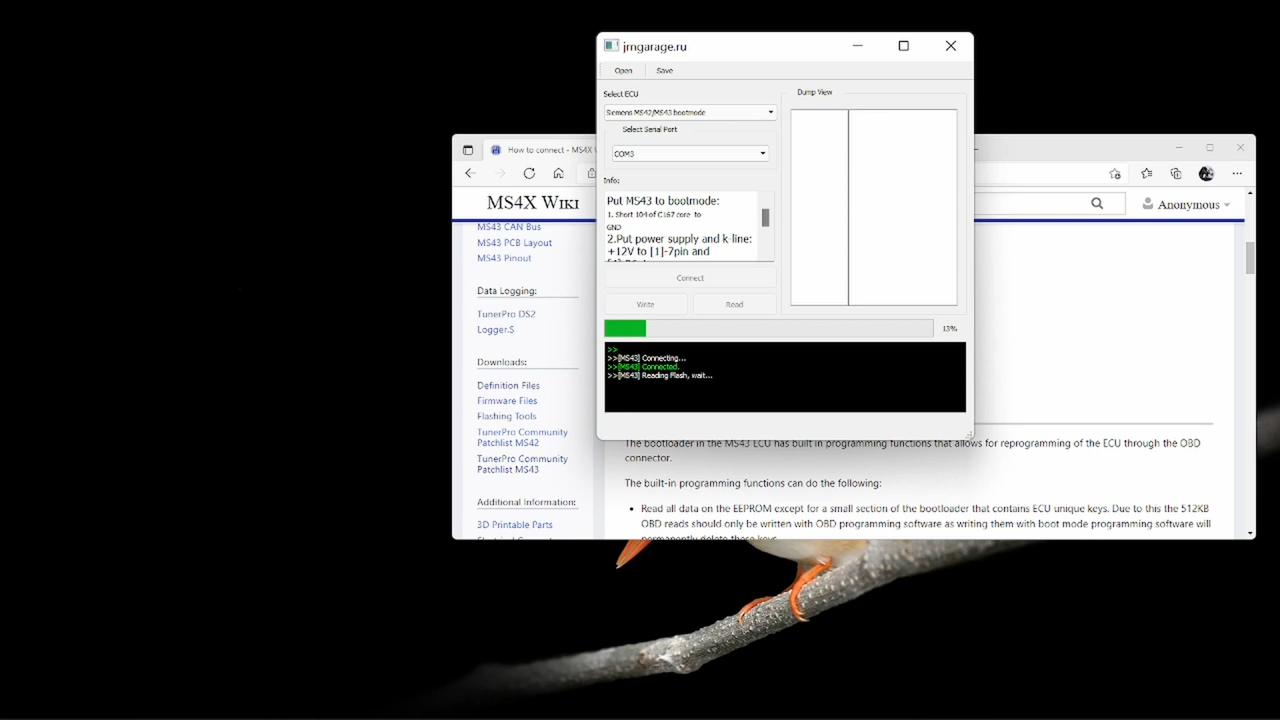 jmgarage.ru
Open Save
Select ECU
Dump View
Siemens MS42/MS43 bootmode
Select Serial Port
COM3
Info:
Put MS43 to bootmode:
1. Short 104 of C167 core to
GND
2.Put power supply and k-line:
+12V to [1]-7pin and
Connect
Write Read
13%
>>
>>[MS43] Connecting...
>>[MS43] Connected.
>>[MS43] Reading Flash, wait...
How to connect - MS4X
MS4X WIKI
Anonymous
MS43 CAN Bus
MS43 PCB Layout
MS43 Pinout
Data Logging:
TunerPro DS2
Logger.S
Downloads:
Definition Files
Firmware Files
Flashing Tools
TunerPro Community
Patchlist MS42
TunerPro Community
Patchlist MS43
Additional Information:
3D Printable Parts
The bootloader in the MS43 ECU has built in programming functions that allows for reprogramming of the ECU through the OBD
connector.
The built-in programming functions can do the following:
Read all data on the EEPROM except for a small section of the bootloader that contains ECU unique keys. Due to this the 512KB
OBD reads should only be written with OBD programming software as writing them with boot mode programming software will
permanently delete these keys